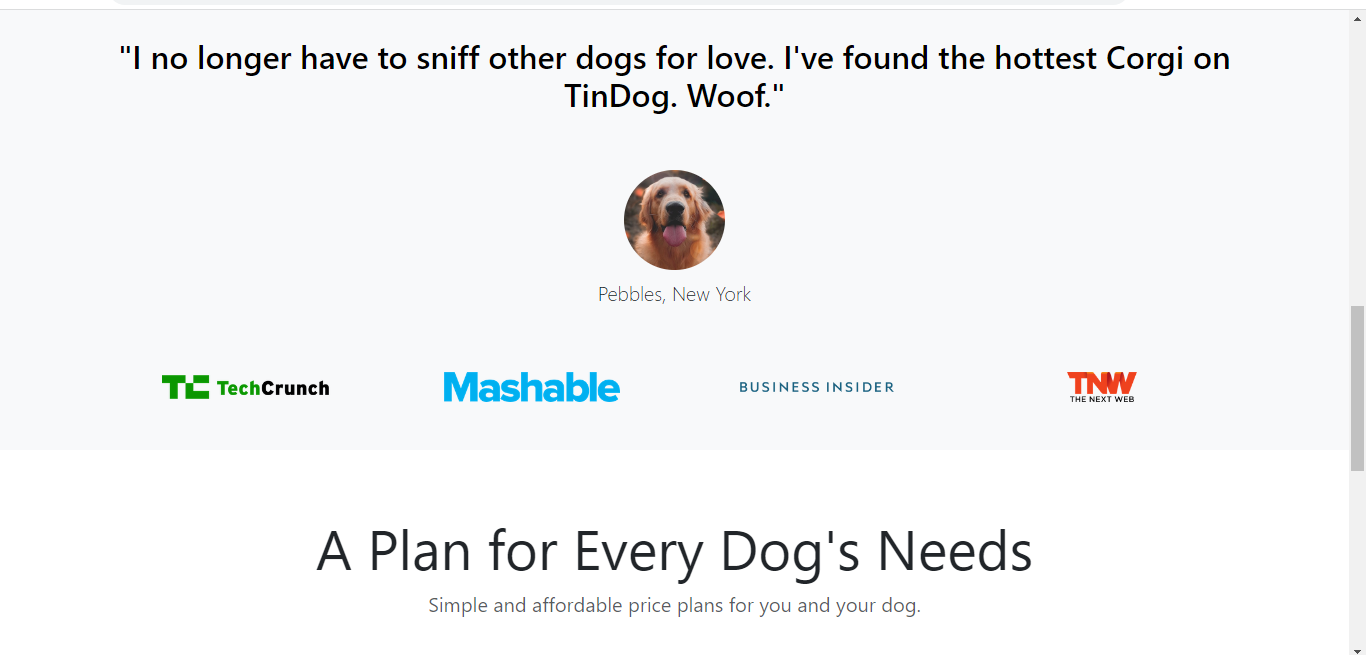 "I no longer have to sniff other dogs for love. I've found the hottest Corgi on
TinDog. Woof."
Pebbles, New York
TC TechCrunch
Mashable
BUSINESS INSIDER
TNW
THE NEXT WEB
A Plan for Every Dog's Needs
Simple and affordable price plans for you and your dog.